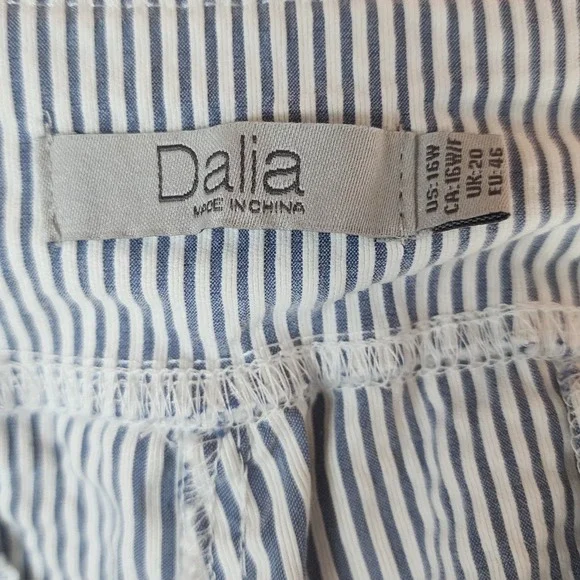 Dalia
MADE IN CHINA
US:16W
CA:16W/F
UK:20
EU:46